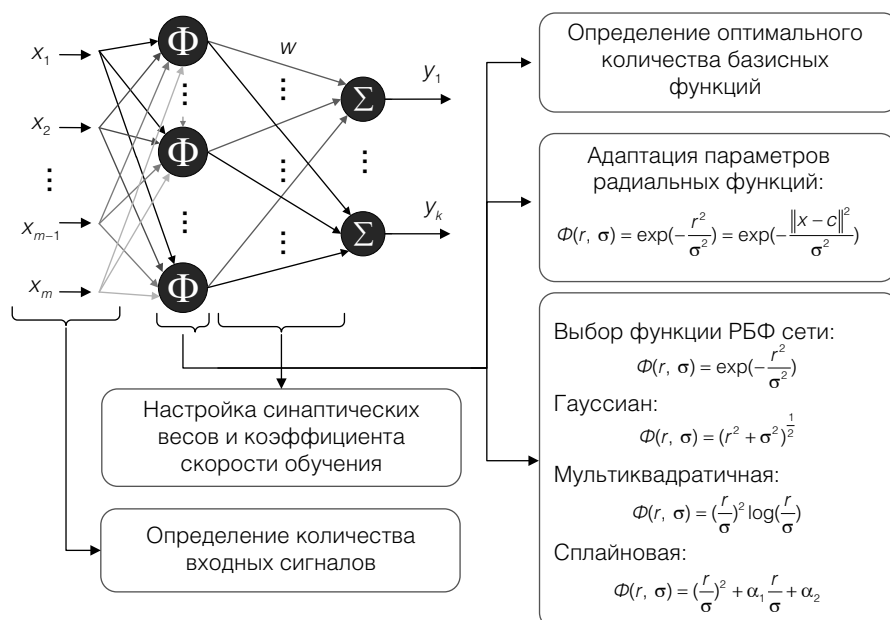 x₁
x₂
⋮
xₘ₋₁
xₘ
Φ
⋮
Φ
⋮
Φ
w
⋮
⋮
⋮
Σ
⋮
Σ
y₁
yₖ
Настройка синаптических
весов и коэффициента
скорости обучения
Определение количества
входных сигналов
Определение оптимального
количества базисных
функций
Адаптация параметров
радиальных функций:
Φ(r, σ) = exp(−r²/σ²) = exp(−‖x − c‖²/σ²)
Выбор функции РБФ сети:
Φ(r, σ) = exp(−r²/σ²)
Гауссиан:
Φ(r, σ) = (r² + σ²)^(1/2)
Мультиквадратичная:
Φ(r, σ) = (r/σ)² log(r/σ)
Сплайновая:
Φ(r, σ) = (r/σ)² + α₁ r/σ + α₂